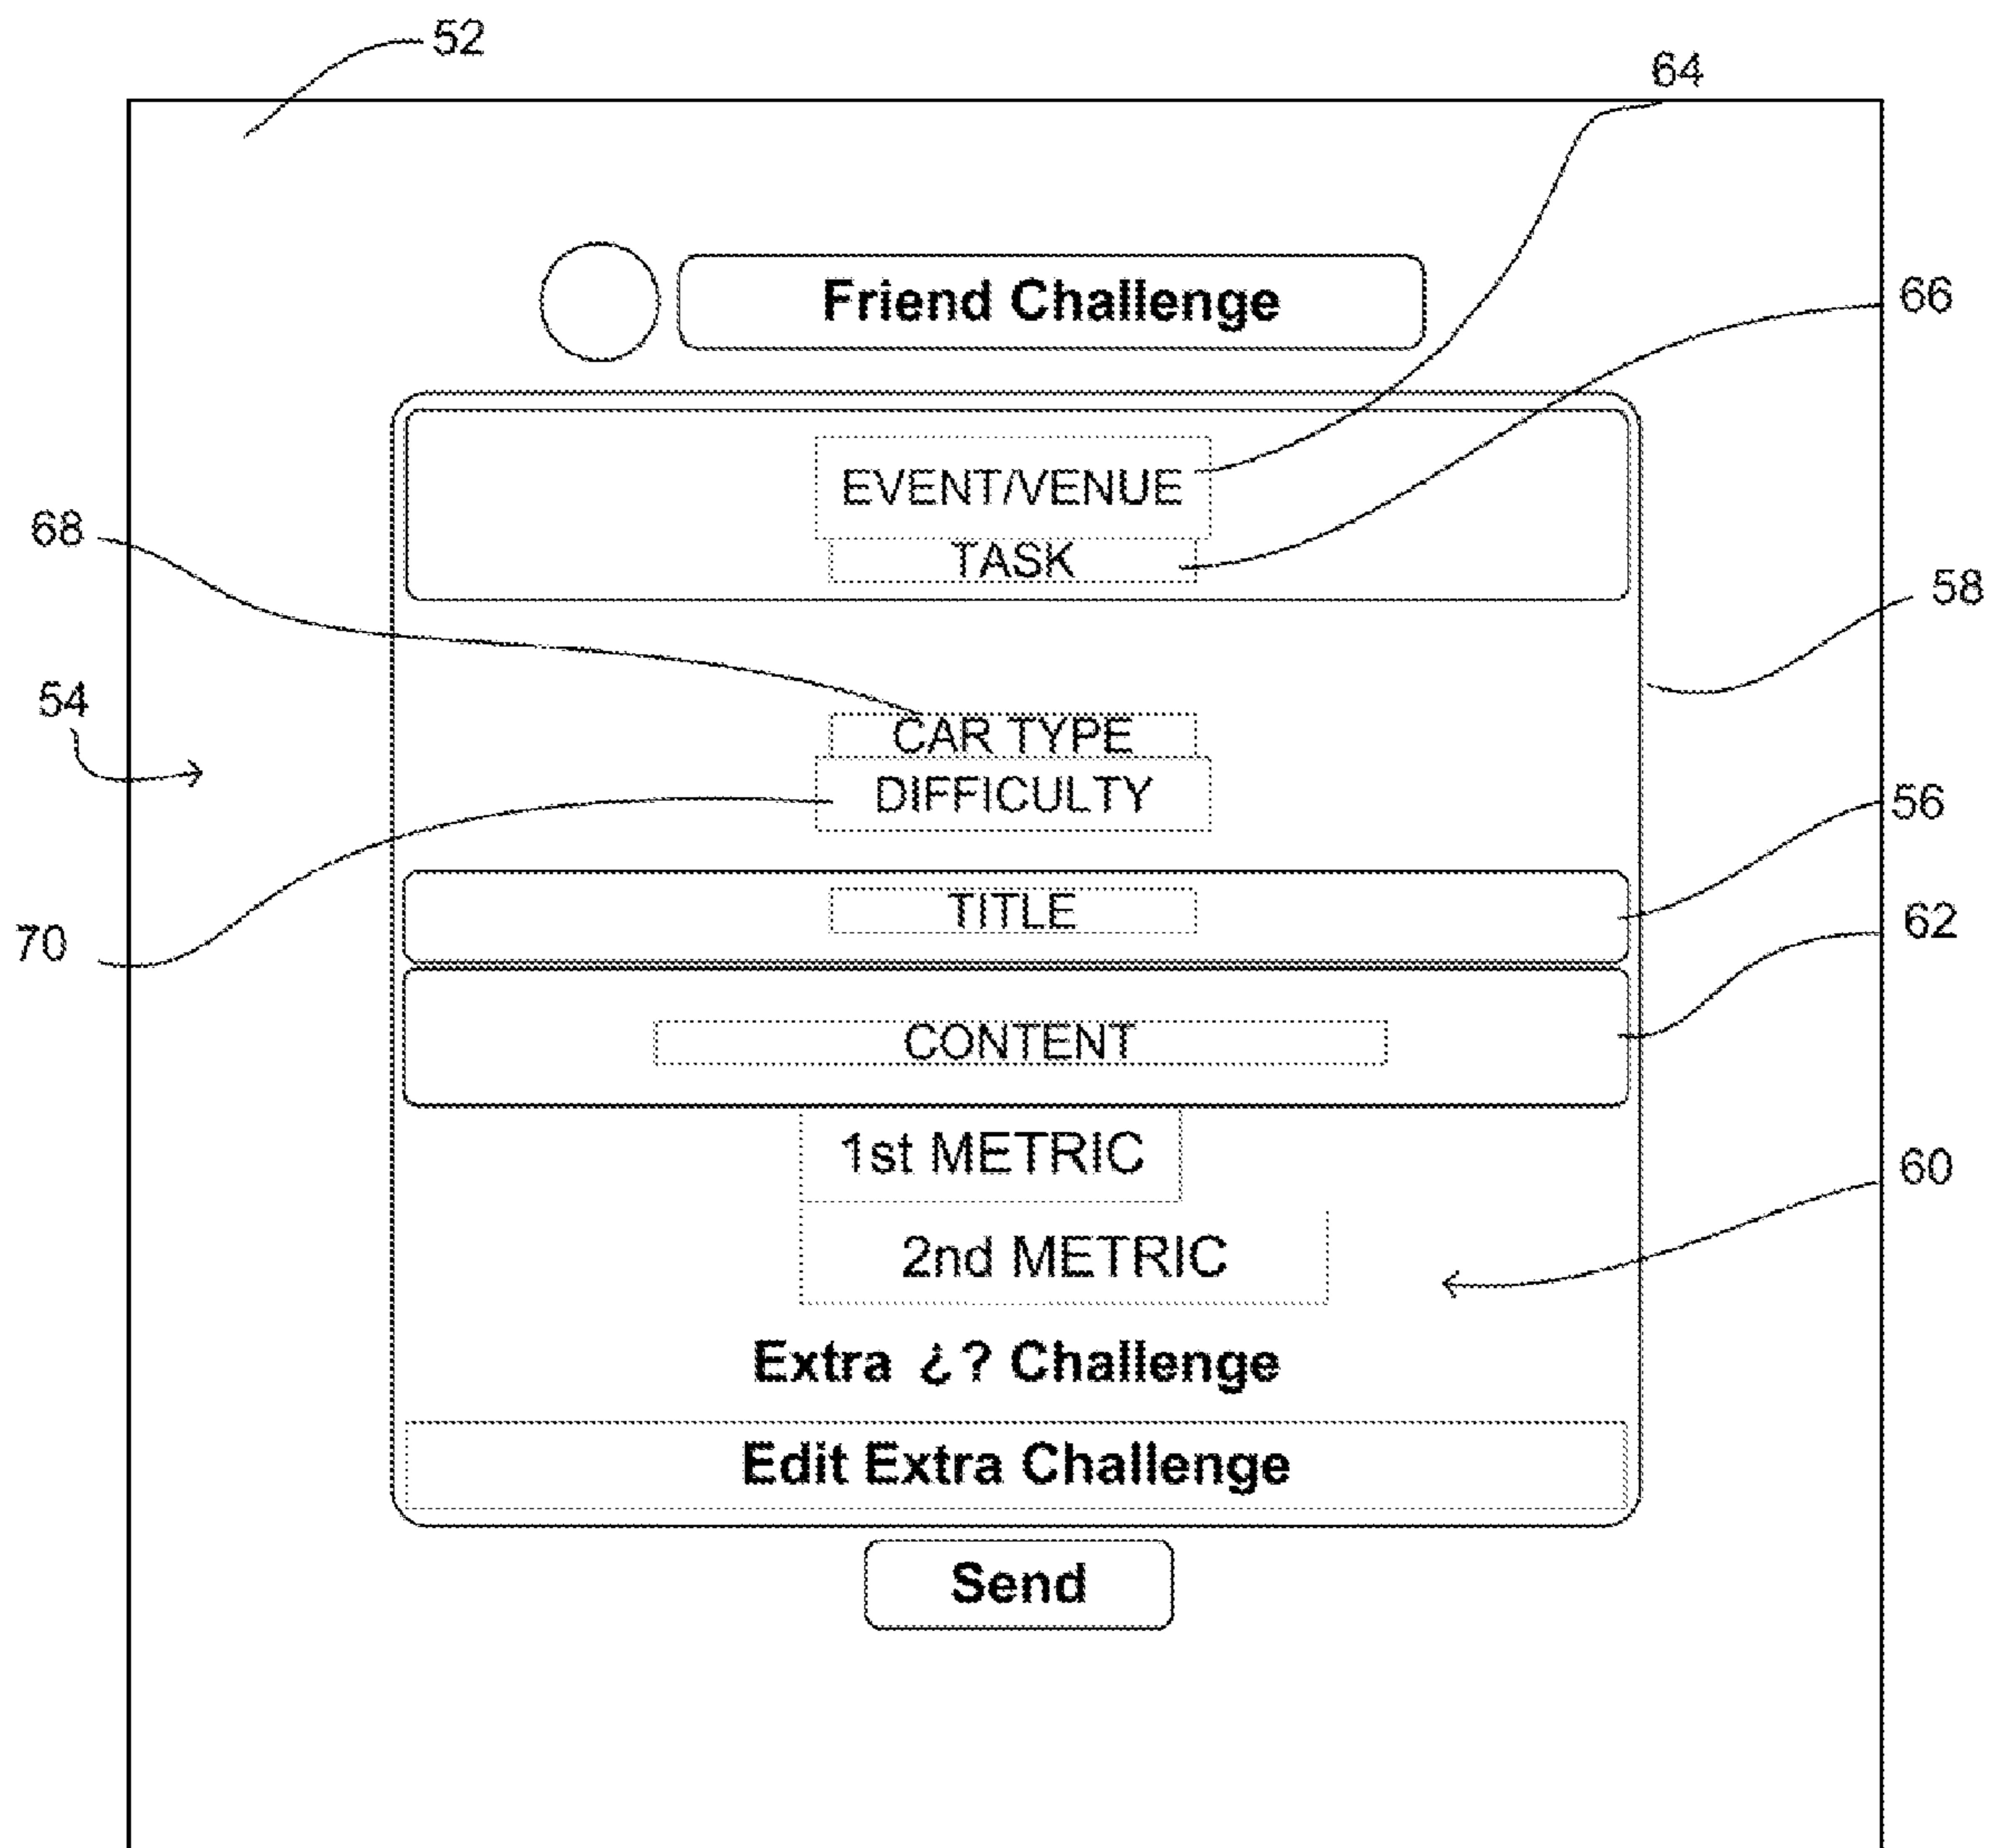 52
64
Friend Challenge
66
EVENT/VENUE
68
TASK
58
54
CAR TYPE
DIFFICULTY
56
TITLE
62
70
CONTENT
1st METRIC
60
2nd METRIC
Extra ¿? Challenge
Edit Extra Challenge
Send